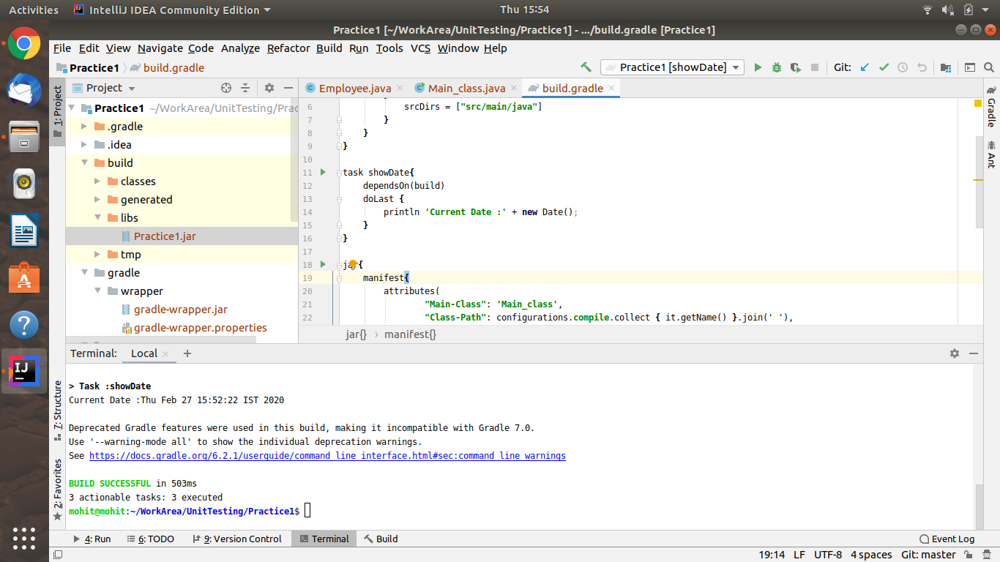 Activities IntelliJ IDEA Community Edition Thu 15:54
Practice1 [~/WorkArea/UnitTesting/Practice1] - .../build.gradle [Practice1]
File Edit View Navigate Code Analyze Refactor Build Run Tools VCS Window Help
Practice1 build.gradle Practice1 [showDate] Git:
1: Project
Project
Employee.java Main_class.java build.gradle
Practice1 ~/WorkArea/UnitTesting/Prac
.gradle
.idea
build
classes
generated
libs
Practice1.jar
tmp
gradle
wrapper
gradle-wrapper.jar
gradle-wrapper.properties
6 srcDirs = ["src/main/java"]
7 }
8 }
9 }
10
11 task showDate{
12 dependsOn(build)
13 doLast {
14 println 'Current Date :' + new Date();
15 }
16 }
17
18 jar{
19 manifest{
20 attributes(
21 "Main-Class": 'Main_class',
22 "Class-Path": configurations.compile.collect { it.getName() }.join(' '),
jar{} › manifest{}
Gradle
Ant
Terminal: Local +
> Task :showDate
Current Date :Thu Feb 27 15:52:22 IST 2020
Deprecated Gradle features were used in this build, making it incompatible with Gradle 7.0.
Use '--warning-mode all' to show the individual deprecation warnings.
See https://docs.gradle.org/6.2.1/userguide/command_line_interface.html#sec:command_line_warnings
BUILD SUCCESSFUL in 503ms
3 actionable tasks: 3 executed
mohit@mohit:~/WorkArea/UnitTesting/Practice1$
7: Structure
2: Favorites
4: Run 6: TODO 9: Version Control Terminal Build Event Log
19:14 LF UTF-8 4 spaces Git: master